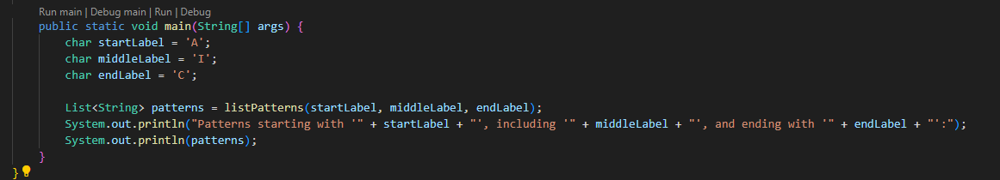 Run main | Debug main | Run | Debug
public static void main(String[] args) {
char startLabel = 'A';
char middleLabel = 'I';
char endLabel = 'C';
List<String> patterns = listPatterns(startLabel, middleLabel, endLabel);
System.out.println("Patterns starting with '" + startLabel + "', including '" + middleLabel + "', and ending with '" + endLabel + "':");
System.out.println(patterns);
}
}